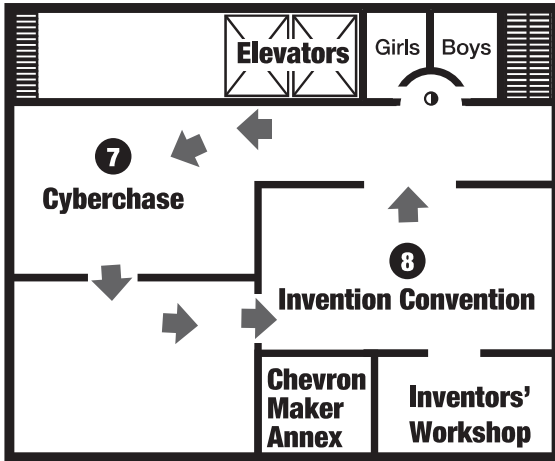 Elevators
Girls
Boys
7
Cyberchase
8
Invention Convention
Chevron
Maker
Annex
Inventors’
Workshop